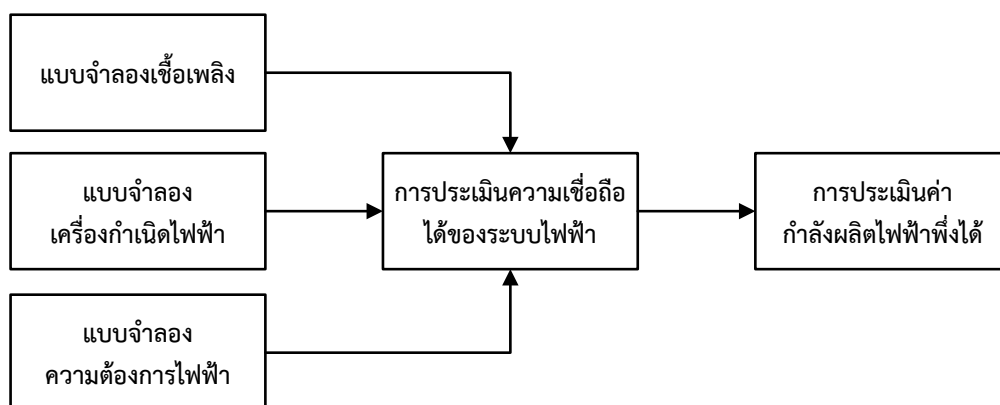 แบบจำลองเชื้อเพลิง
แบบจำลอง
เครื่องกำเนิดไฟฟ้า
แบบจำลอง
ความต้องการไฟฟ้า
การประเมินความเชื่อถือ
ได้ของระบบไฟฟ้า
การประเมินค่า
กำลังผลิตไฟฟ้าพึ่งได้